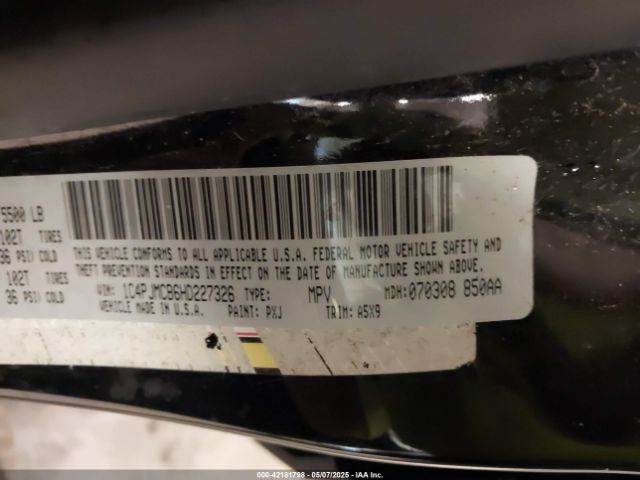 5500 LB
102T TIRES
36 PSI/ COLD
102T TIRES
36 PSI/ COLD
THIS VEHICLE CONFORMS TO ALL APPLICABLE U.S.A. FEDERAL MOTOR VEHICLE SAFETY AND
THEFT PREVENTION STANDARDS IN EFFECT ON THE DATE OF MANUFACTURE SHOWN ABOVE.
VIN: 1C4PJMCB6HD227326 TYPE: MPV MDH:070308 850AA
MADE IN U.S.A. PAINT: PXJ TRIM: A5X9
000-42181798 - 05/07/2025 - IAA Inc.